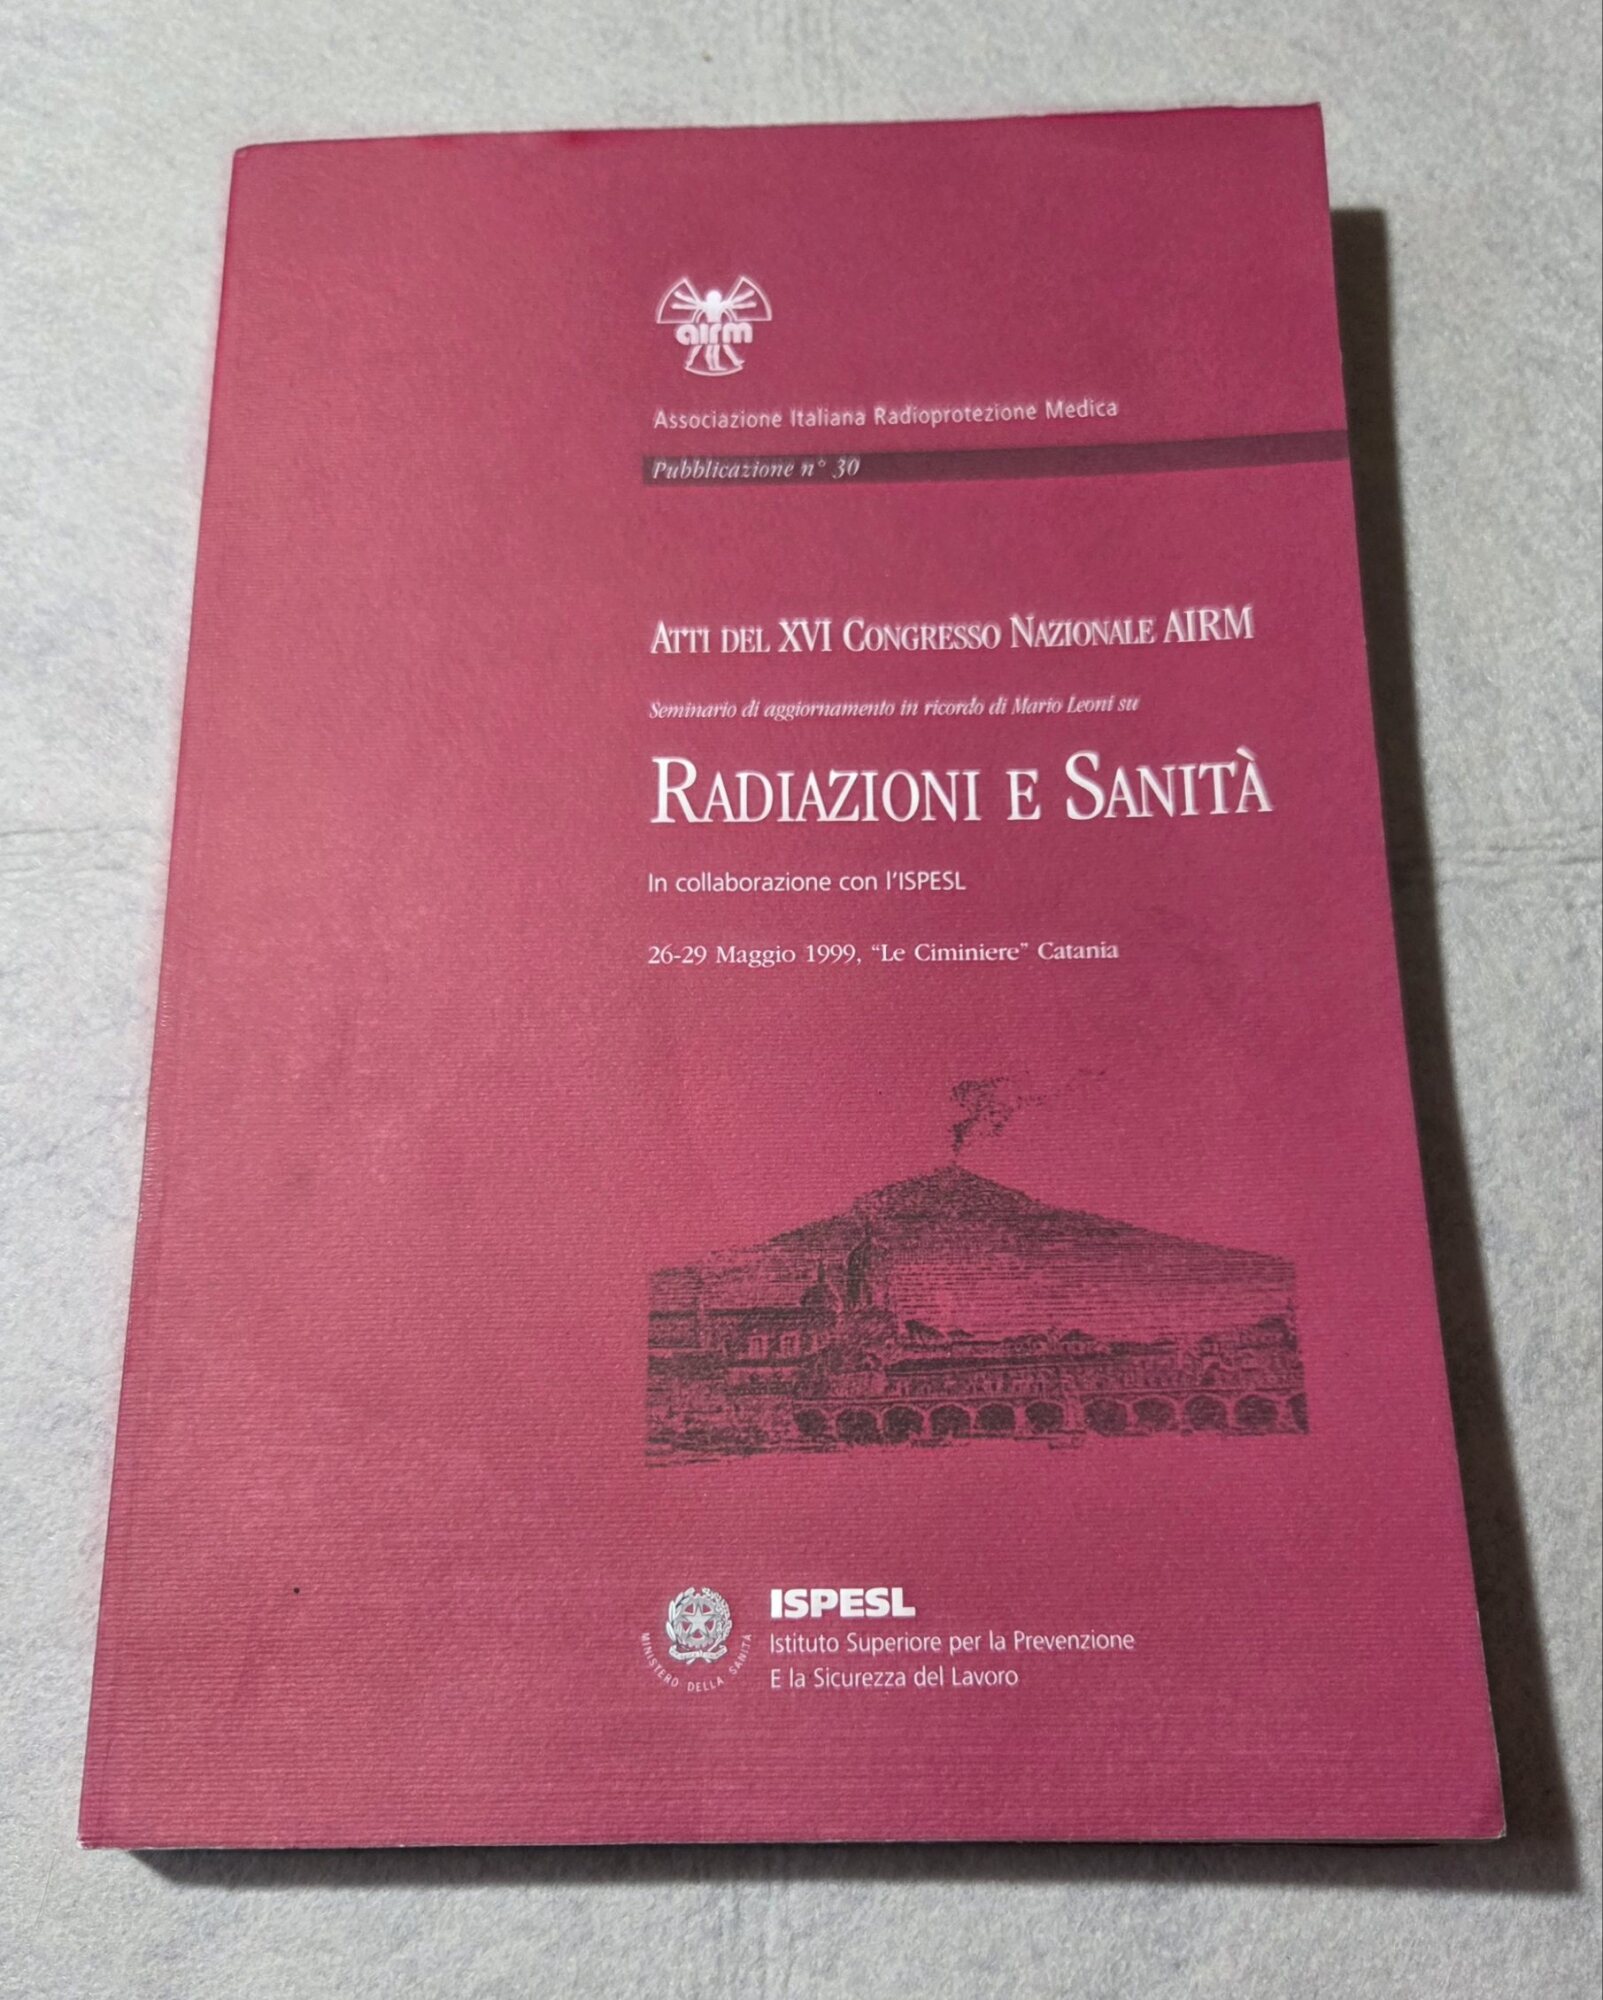 airm
Associazione Italiana Radioprotezione Medica
Pubblicazione n° 30
ATTI DEL XVI CONGRESSO NAZIONALE AIRM
Seminario di aggiornamento in ricordo di Mario Leoni su
RADIAZIONI E SANITÀ
In collaborazione con l'ISPESL
26-29 Maggio 1999, “Le Ciminiere” Catania
MINISTERO DELLA SANITÀ
ISPESL
Istituto Superiore per la Prevenzione
E la Sicurezza del Lavoro